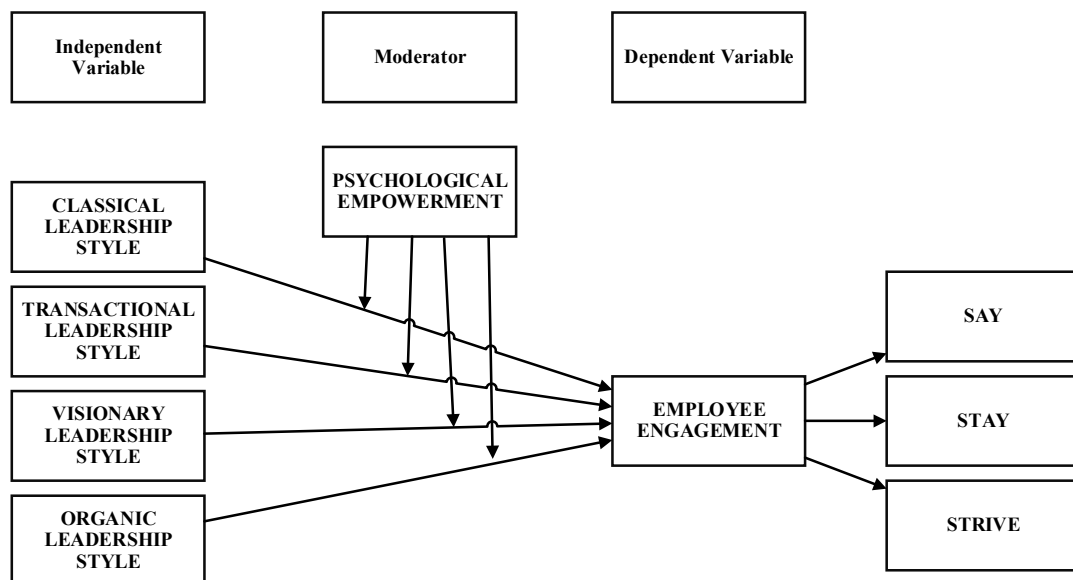 Independent
Variable
Moderator
Dependent Variable
PSYCHOLOGICAL
EMPOWERMENT
CLASSICAL
LEADERSHIP
STYLE
TRANSACTIONAL
LEADERSHIP
STYLE
VISIONARY
LEADERSHIP
STYLE
ORGANIC
LEADERSHIP
STYLE
EMPLOYEE
ENGAGEMENT
SAY
STAY
STRIVE